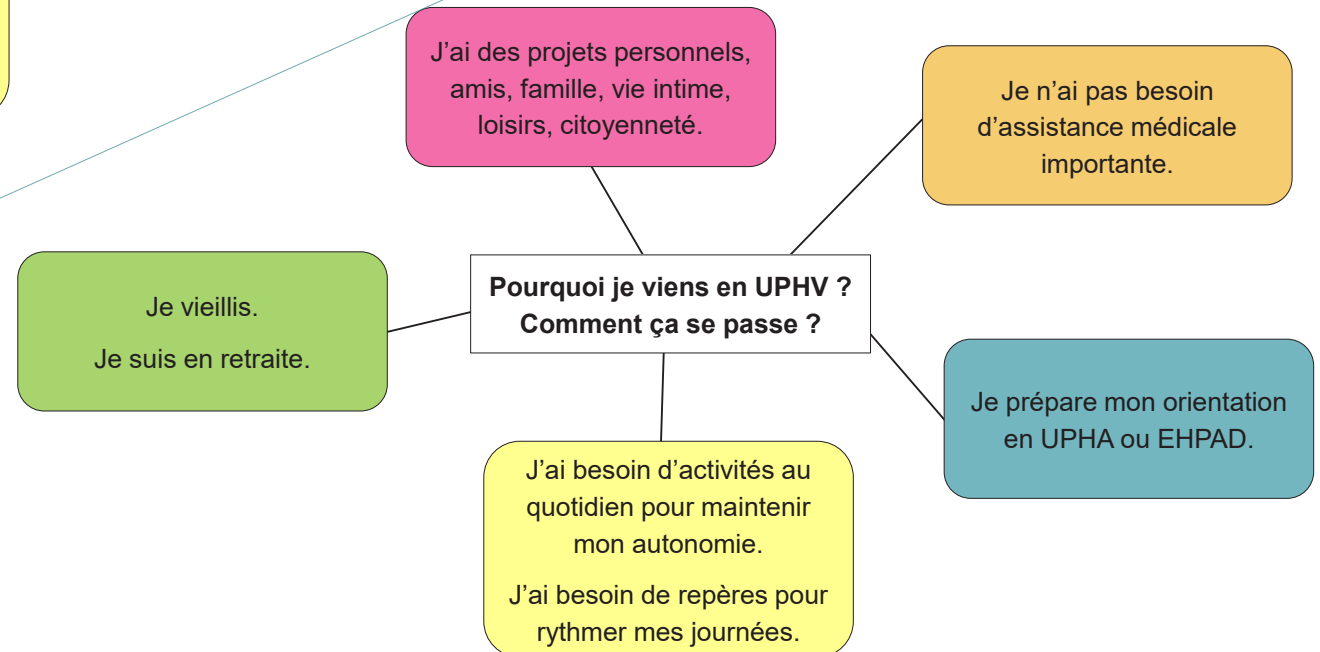 J’ai des projets personnels,
amis, famille, vie intime,
loisirs, citoyenneté.
Je n’ai pas besoin
d’assistance médicale
importante.
Pourquoi je viens en UPHV ?
Comment ça se passe ?
Je vieillis.
Je suis en retraite.
Je prépare mon orientation
en UPHA ou EHPAD.
J’ai besoin d’activités au
quotidien pour maintenir
mon autonomie.
J’ai besoin de repères pour
rythmer mes journées.